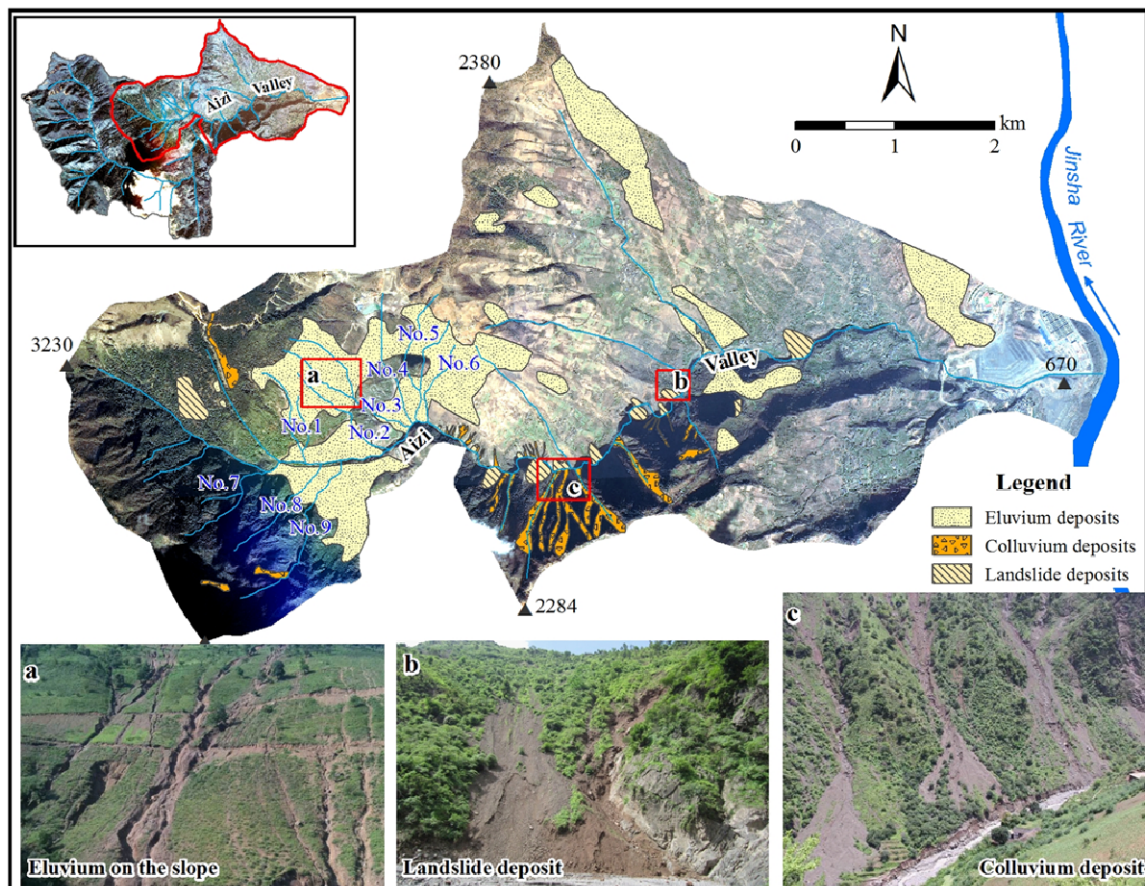 Aizi
Valley
2380
N
km
0
1
2
Jinsha
River
3230
a
No.5
No.4
No.6
No.3
No.1
No.2
Aizi
Valley
b
670
c
No.7
No.8
No.9
2284
Legend
Eluvium deposits
Colluvium deposits
Landslide deposits
a
Eluvium on the slope
b
Landslide deposit
c
Colluvium deposit